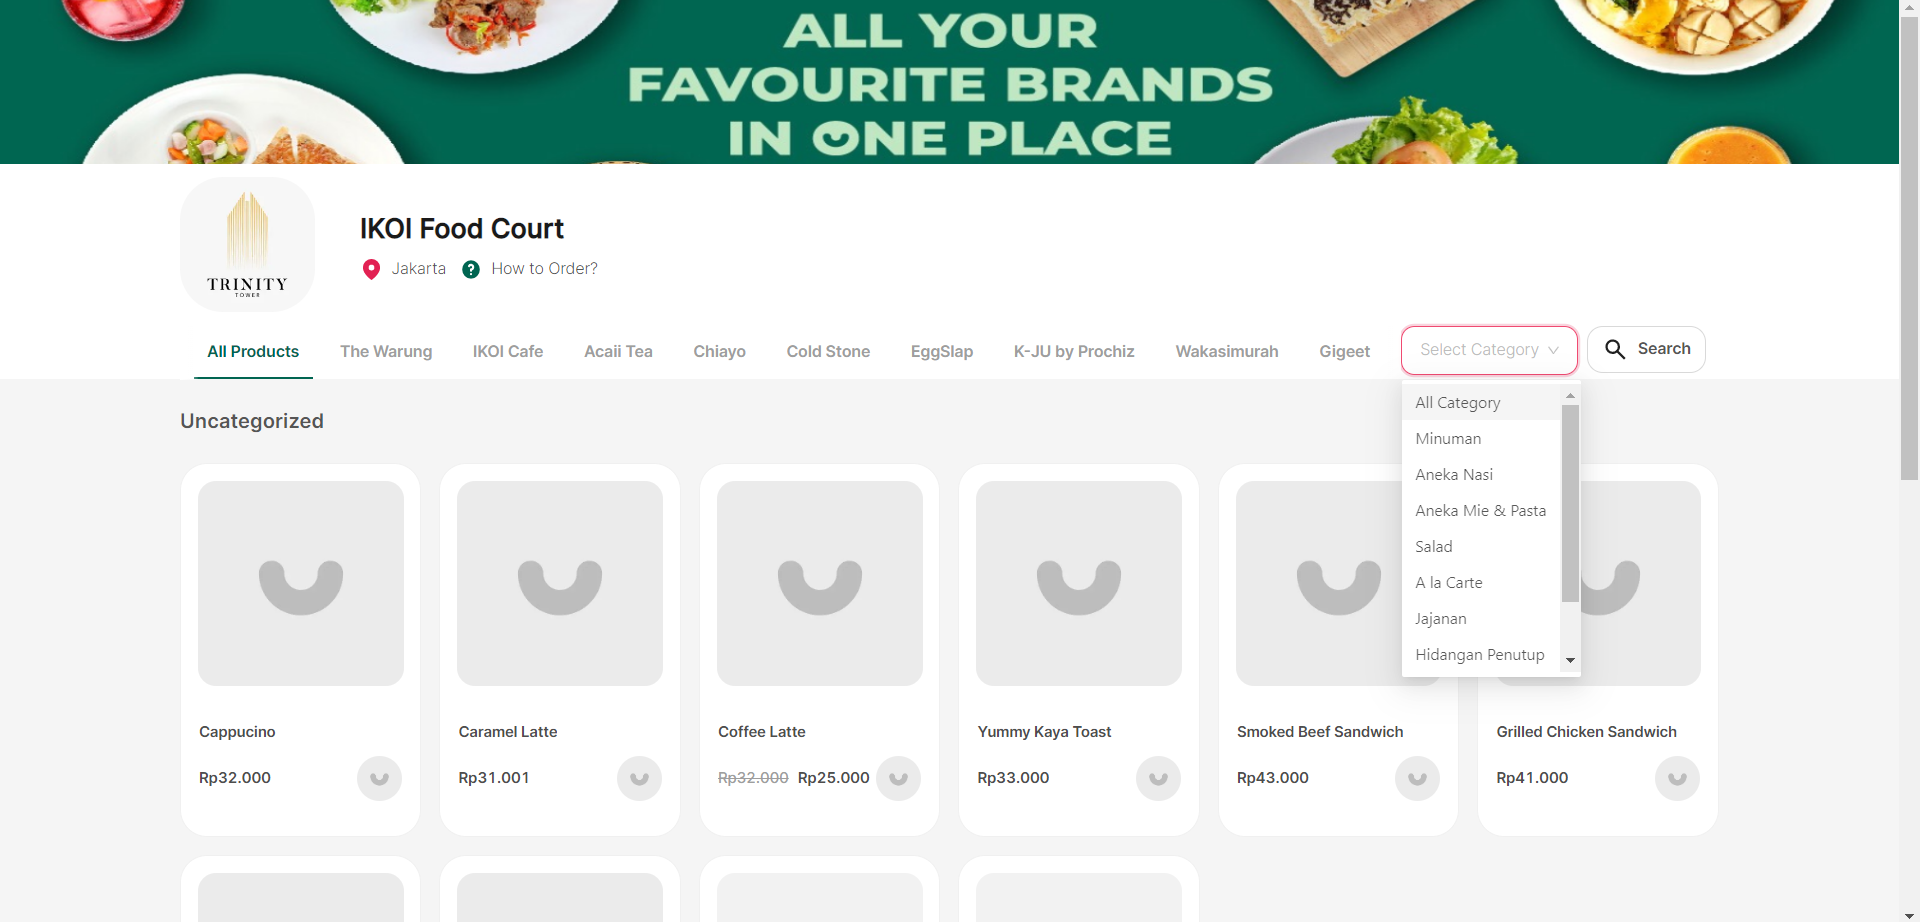 ALL YOUR
FAVOURITE BRANDS
IN ONE PLACE
TRINITY
TOWER
IKOI Food Court
Jakarta How to Order?
All Products The Warung IKOI Cafe Acaii Tea Chiayo Cold Stone EggSlap K-JU by Prochiz Wakasimurah Gigeet Select Category Search
All Category
Minuman
Aneka Nasi
Aneka Mie & Pasta
Salad
A la Carte
Jajanan
Hidangan Penutup
Uncategorized
Cappucino Caramel Latte Coffee Latte Yummy Kaya Toast Smoked Beef Sandwich Grilled Chicken Sandwich
Rp32.000 Rp31.001 Rp32.000 Rp25.000 Rp33.000 Rp43.000 Rp41.000